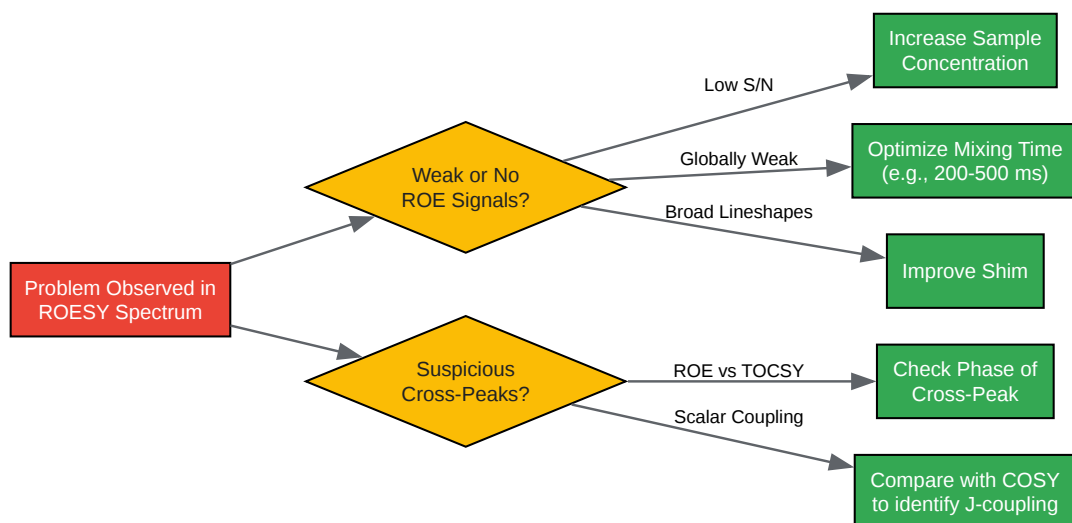 Problem Observed in
ROESY Spectrum
Weak or No
ROE Signals?
Low S/N
Increase Sample
Concentration
Globally Weak
Optimize Mixing Time
(e.g., 200-500 ms)
Broad Lineshapes
Improve Shim
Suspicious
Cross-Peaks?
ROE vs TOCSY
Check Phase of
Cross-Peak
Scalar Coupling
Compare with COSY
to identify J-coupling